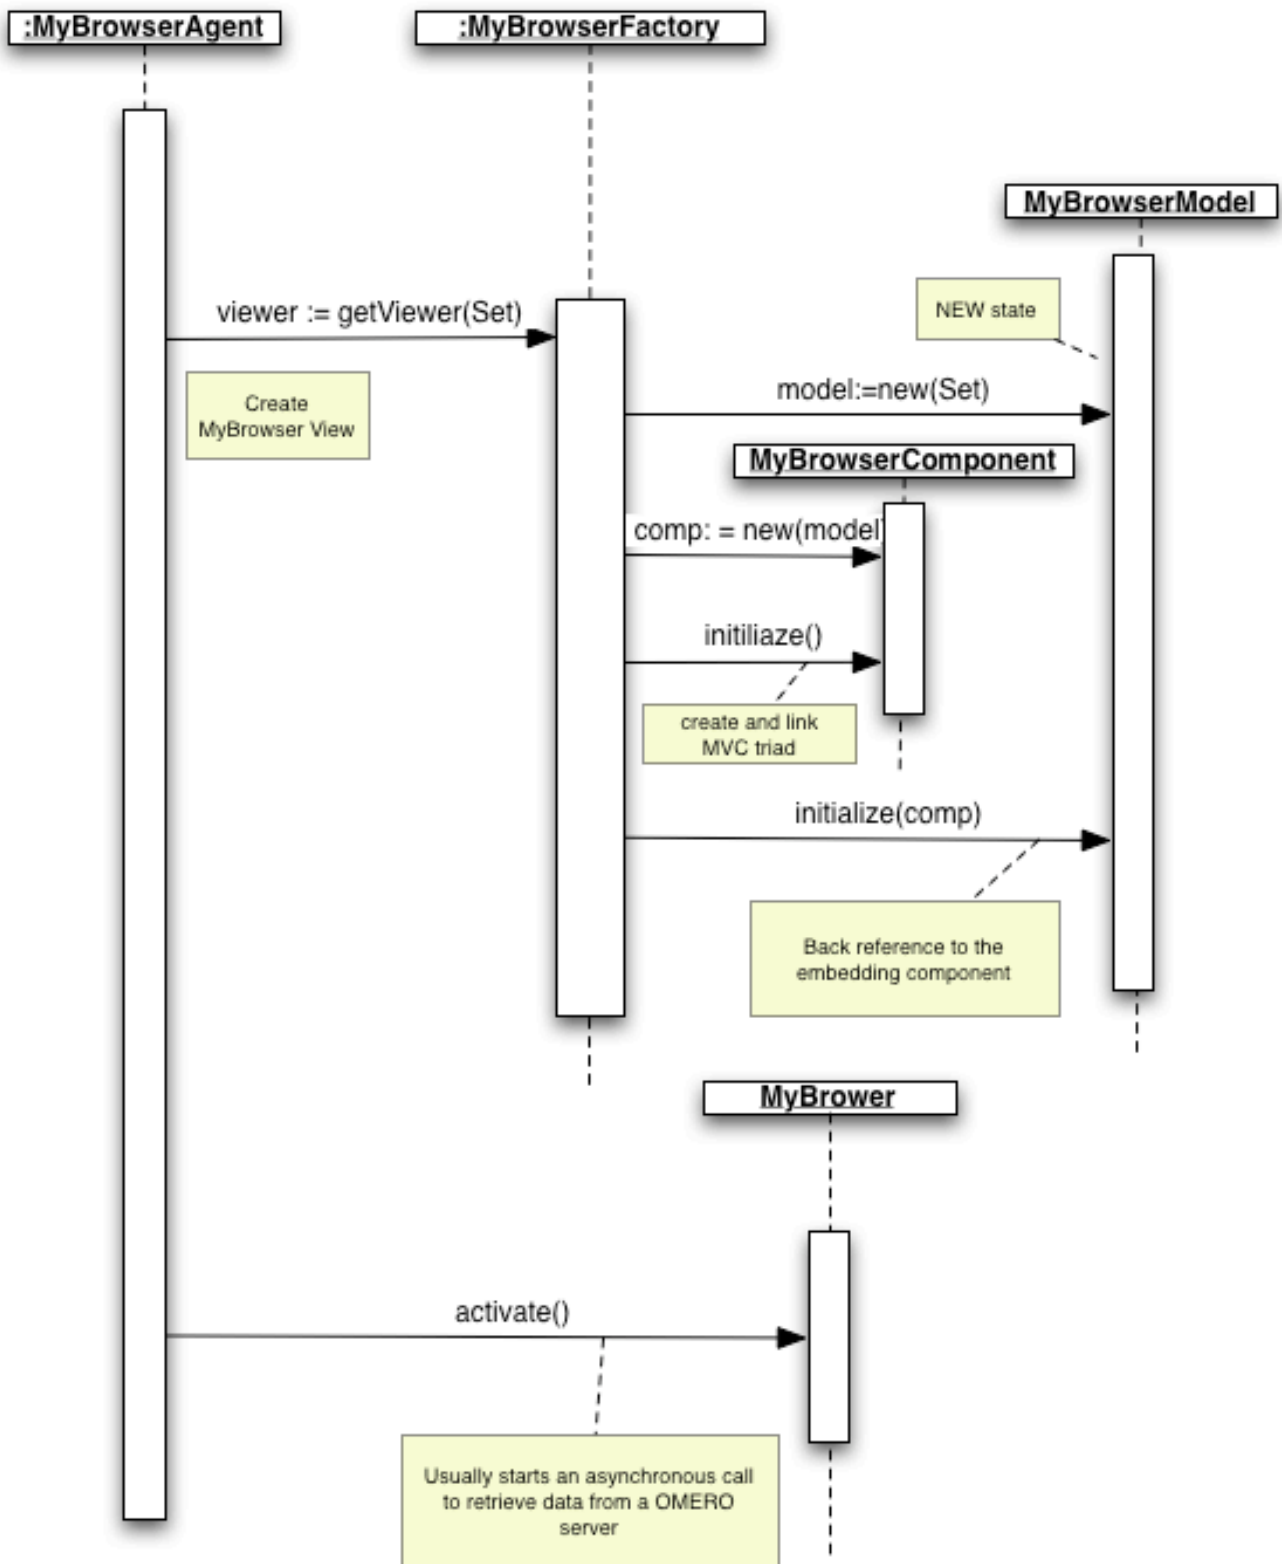 :MyBrowserAgent
:MyBrowserFactory
MyBrowserModel
NEW state
viewer := getViewer(Set)
Create
MyBrowser View
model:=new(Set)
MyBrowserComponent
comp: = new(model)
initiliaze()
create and link
MVC triad
initialize(comp)
Back reference to the
embedding component
MyBrower
activate()
Usually starts an asynchronous call
to retrieve data from a OMERO
server